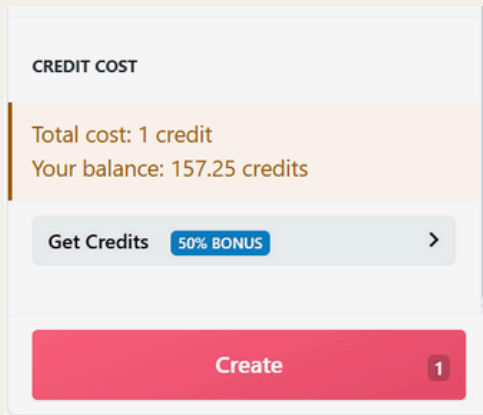 CREDIT COST
Total cost: 1 credit
Your balance: 157.25 credits
Get Credits 50% BONUS
Create 1